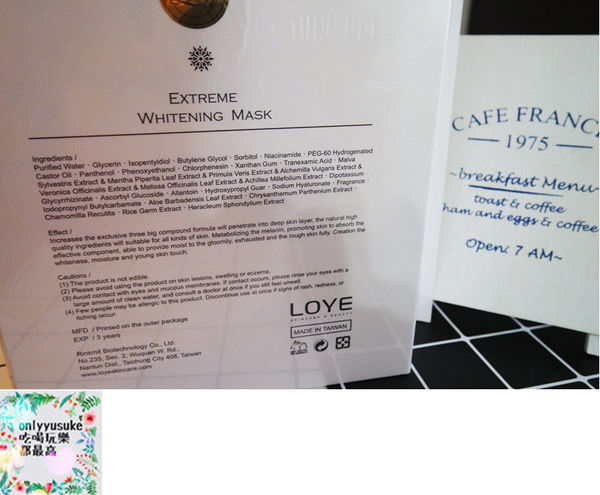 EXTREME
WHITENING MASK
Ingredients /
Purified Water · Glycerin · Isopentyldiol · Butylene Glycol · Sorbitol · Niacinamide · PEG-60 Hydrogenated
Castor Oil · Panthenol · Phenoxyethanol · Chlorphenesin · Xanthan Gum · Tranexamic Acid · Malva
Sylvestris Extract & Mentha Piperita Leaf Extract & Primula Veris Extract & Alchemilla Vulgaris Extract &
Veronica Officinalis Extract & Melissa Officinalis Leaf Extract & Achillea Millefolium Extract · Dipotassium
Glycyrrhizinate · Ascortyl Glucoside · Allantoin · Hydroxypropyl Guar · Sodium Hyaluronate · Fragrance ·
Iodopropynyl Butylcarbamate · Aloe Barbadensis Leaf Extract · Chrysanthemum Parthenium Extract ·
Chamomilla Recutita · Rice Germ Extract · Heracleum Sphondylium Extract
Effect /
Increases the exclusive three big compound formula will penetrate into deep skin layer, the natural high
quality ingredients will suitable for all kinds of skin. Metabolizing the melanin, promoting skin to absorb the
effective component, able to provide moist to the gloomily, exhausted and the rough skin fully. Creation the
whiteness, moisture and young skin touch.
Cautions /
(1) The product is not edible.
(2) Please avoid using the product on skin lesions, swelling or eczema.
(3) Avoid contact with eyes and mucous membranes. If contact occurs, please rinse your eyes with a
large amount of clean water, and consult a doctor at once if you still feel unwell.
(4) Few people may be allergic to this product. Discontinue use at once if signs of rash, redness, or
itching occur.
MFD / Printed on the outer package
EXP / 3 years
Rinkmit Biotechnology Co., Ltd.
No.235, Sec. 2, Wuquan W. Rd.,
Nantun Dist., Taichung City 408, Taiwan
www.loyeskincare.com
LOYE
SKINCARE & BEAUTY
MADE IN TAIWAN
CAFE FRANC
1975
~breakfast Menu~
toast & coffee
ham and eggs & coffee
Open: 7 AM~
onlyyusuke
吃喝玩樂
都最高